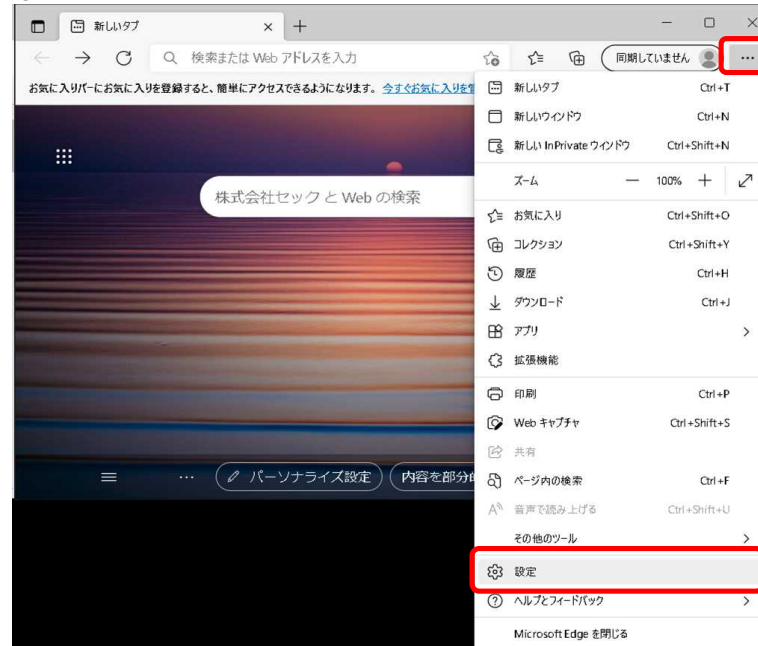 新しいタブ
検索または Web アドレスを入力
同期していません
お気に入りバーにお気に入りを登録すると、簡単にアクセスできるようになります。 今すぐお気に入りを
株式会社セック と Web の検索
パーソナライズ設定
内容を部分的
新しいタブ Ctrl+T
新しいウィンドウ Ctrl+N
新しい InPrivate ウィンドウ Ctrl+Shift+N
ズーム 100%
お気に入り Ctrl+Shift+O
コレクション Ctrl+Shift+Y
履歴 Ctrl+H
ダウンロード Ctrl+J
アプリ
拡張機能
印刷 Ctrl+P
Web キャプチャ Ctrl+Shift+S
共有
ページ内の検索 Ctrl+F
音声で読み上げる Ctrl+Shift+U
その他のツール
設定
ヘルプとフィードバック
Microsoft Edge を閉じる